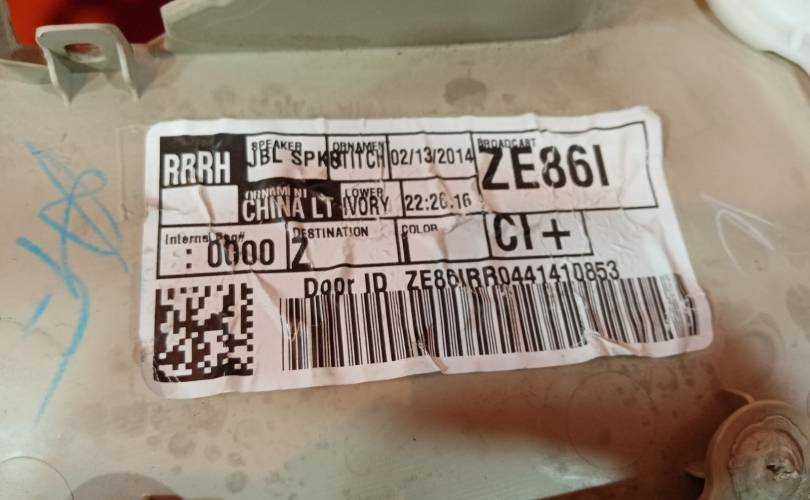 RRRH
SPEAKER
JBL SPKR
ORNAMENT
STITCH
02/13/2014
BROADCAST
ZE86I
ORNAMENT
CHINA LT
LOWER
IVORY
22:26.16
Internal Seq#
: 0000
DESTINATION
Z
COLOR
CI +
Door ID ZE86IRR0441410853